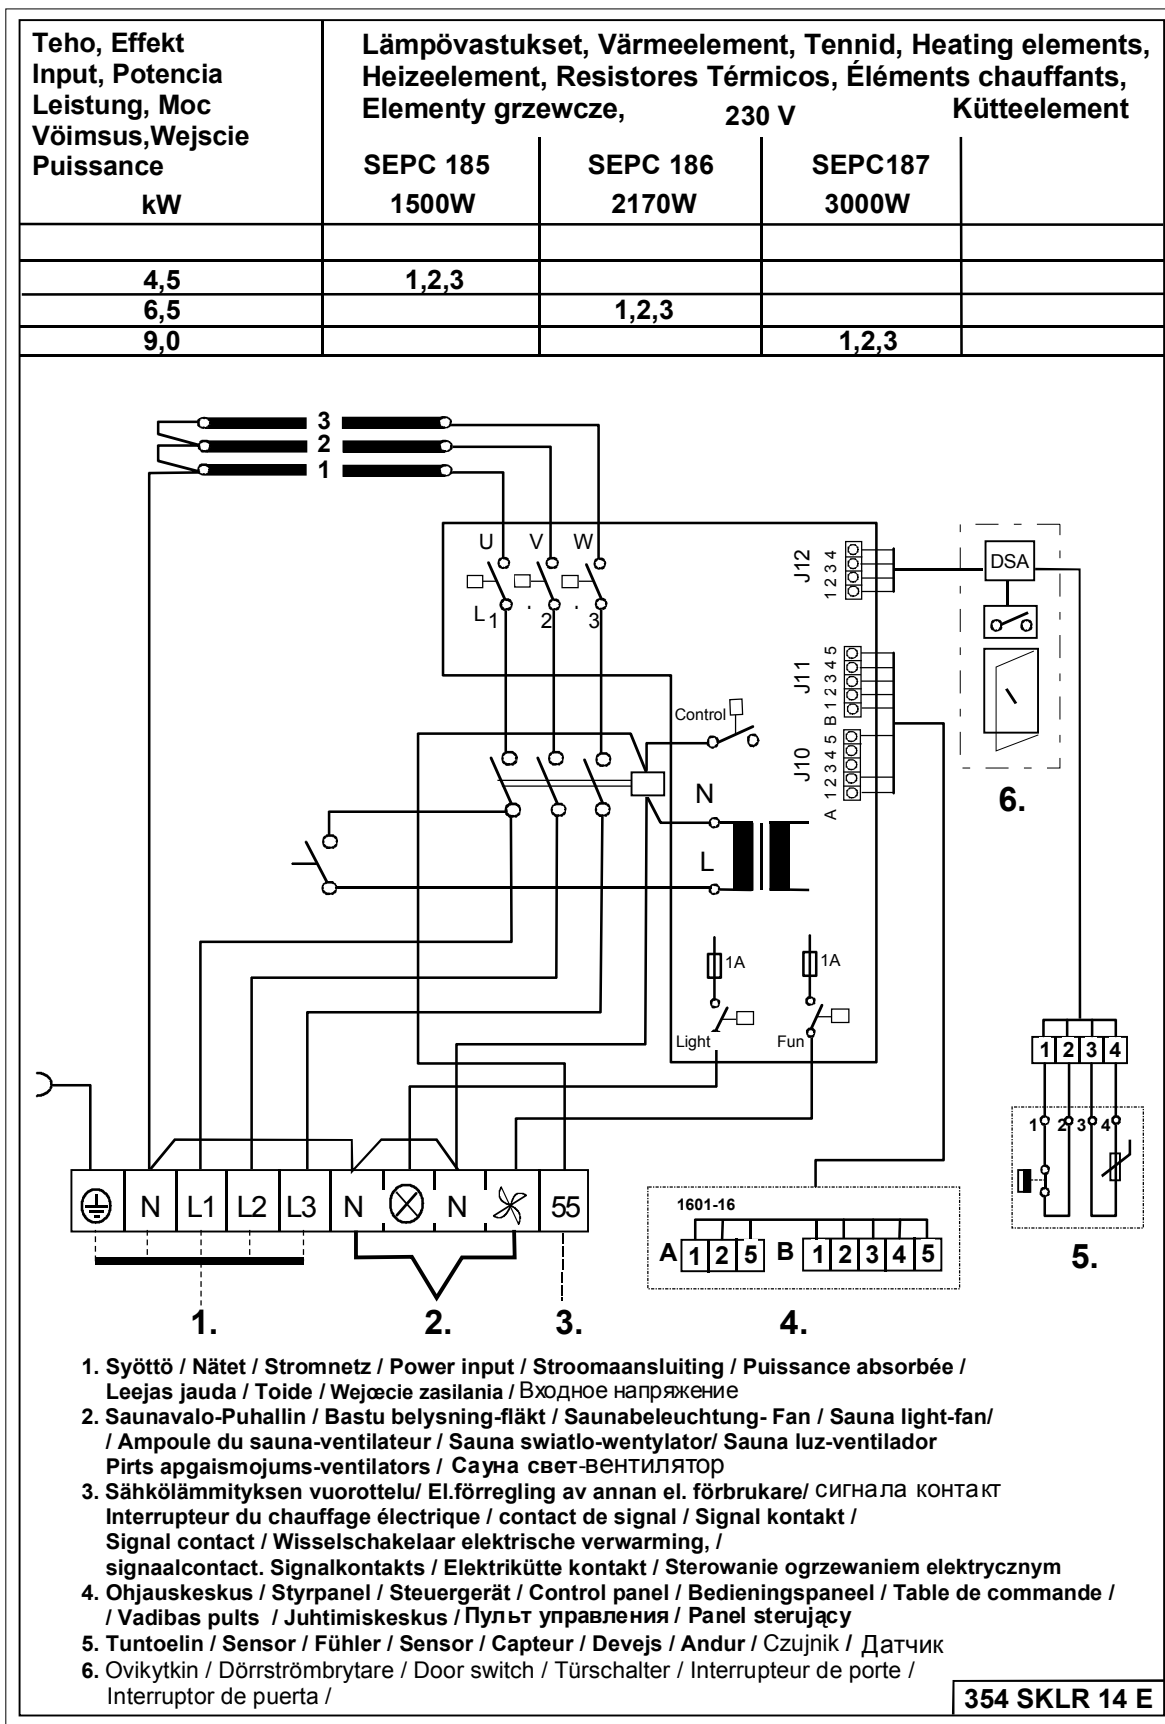 Teho, Effekt
Input, Potencia
Leistung, Moc
Vöimsus,Wejscie
Puissance
kW
Lämpövastukset, Värmeelement, Tennid, Heating elements,
Heizeelement, Resistores Térmicos, Éléments chauffants,
Elementy grzewcze, 230 V Kütteelement
SEPC 185 SEPC 186 SEPC187
1500W 2170W 3000W
4,5 1,2,3
6,5 1,2,3
9,0 1,2,3
3
2
1
U V W
L1 2 3
J12
1 2 3 4
J11
B 1 2 3 4 5
J10
A 1 2 3 4 5
DSA
6.
Control
N
L
1A 1A
Light Fun
1 2 3 4
1 2 3 4
5.
N L1 L2 L3 N N 55
1601-16
A 1 2 5 B 1 2 3 4 5
1. 2. 3. 4.
1. Syöttö / Nätet / Stromnetz / Power input / Stroomaansluiting / Puissance absorbée /
Leejas jauda / Toide / Wejœcie zasilania / Входное напряжение
2. Saunavalo-Puhallin / Bastu belysning-fläkt / Saunabeleuchtung- Fan / Sauna light-fan/
/ Ampoule du sauna-ventilateur / Sauna swiatlo-wentylator/ Sauna luz-ventilador
Pirts apgaismojums-ventilators / Сауна свет-вентилятор
3. Sähkölämmityksen vuorottelu/ El.förregling av annan el. förbrukare/ сигнала контакт
Interrupteur du chauffage électrique / contact de signal / Signal kontakt /
Signal contact / Wisselschakelaar elektrische verwarming, /
signaalcontact. Signalkontakts / Elektrikütte kontakt / Sterowanie ogrzewaniem elektrycznym
4. Ohjauskeskus / Styrpanel / Steuergerät / Control panel / Bedieningspaneel / Table de commande /
/ Vadibas pults / Juhtimiskeskus / Пульт управления / Panel sterujący
5. Tuntoelin / Sensor / Fühler / Sensor / Capteur / Devejs / Andur / Czujnik / Датчик
6. Ovikytkin / Dörrströmbrytare / Door switch / Türschalter / Interrupteur de porte /
Interruptor de puerta /
354 SKLR 14 E